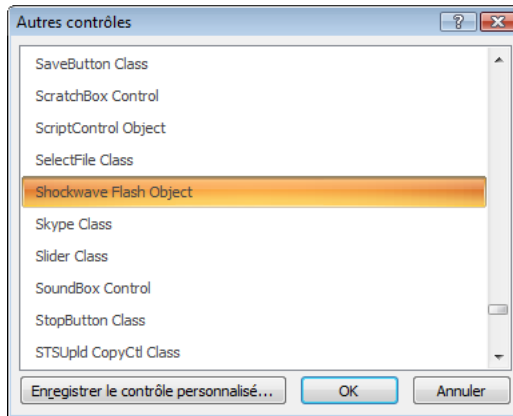 Autres contrôles
SaveButton Class
ScratchBox Control
ScriptControl Object
SelectFile Class
Shockwave Flash Object
Skype Class
Slider Class
SoundBox Control
StopButton Class
STSUpld CopyCtl Class
Enregistrer le contrôle personnalisé... OK Annuler